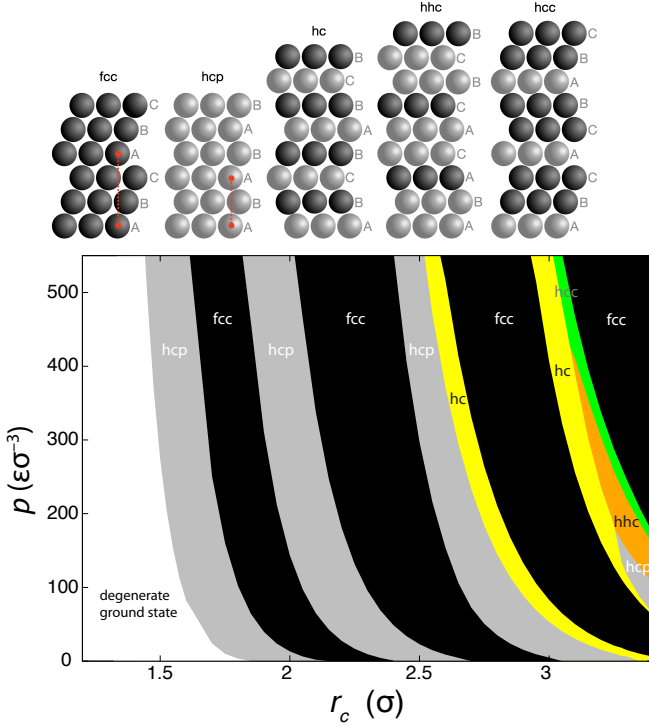 fcc
C
B
A
C
B
A
hcp
B
A
B
A
B
A
hc
B
C
B
A
B
C
B
A
hhc
B
C
B
C
A
C
A
B
A
hcc
C
B
A
B
C
A
C
B
A
p (εσ⁻³)
500
400
300
200
100
0
hcp
fcc
hcp
fcc
hcp
hc
fcc
hc
hcc
fcc
hhc
hcp
degenerate
ground state
1.5
2
2.5
3
r_c (σ)